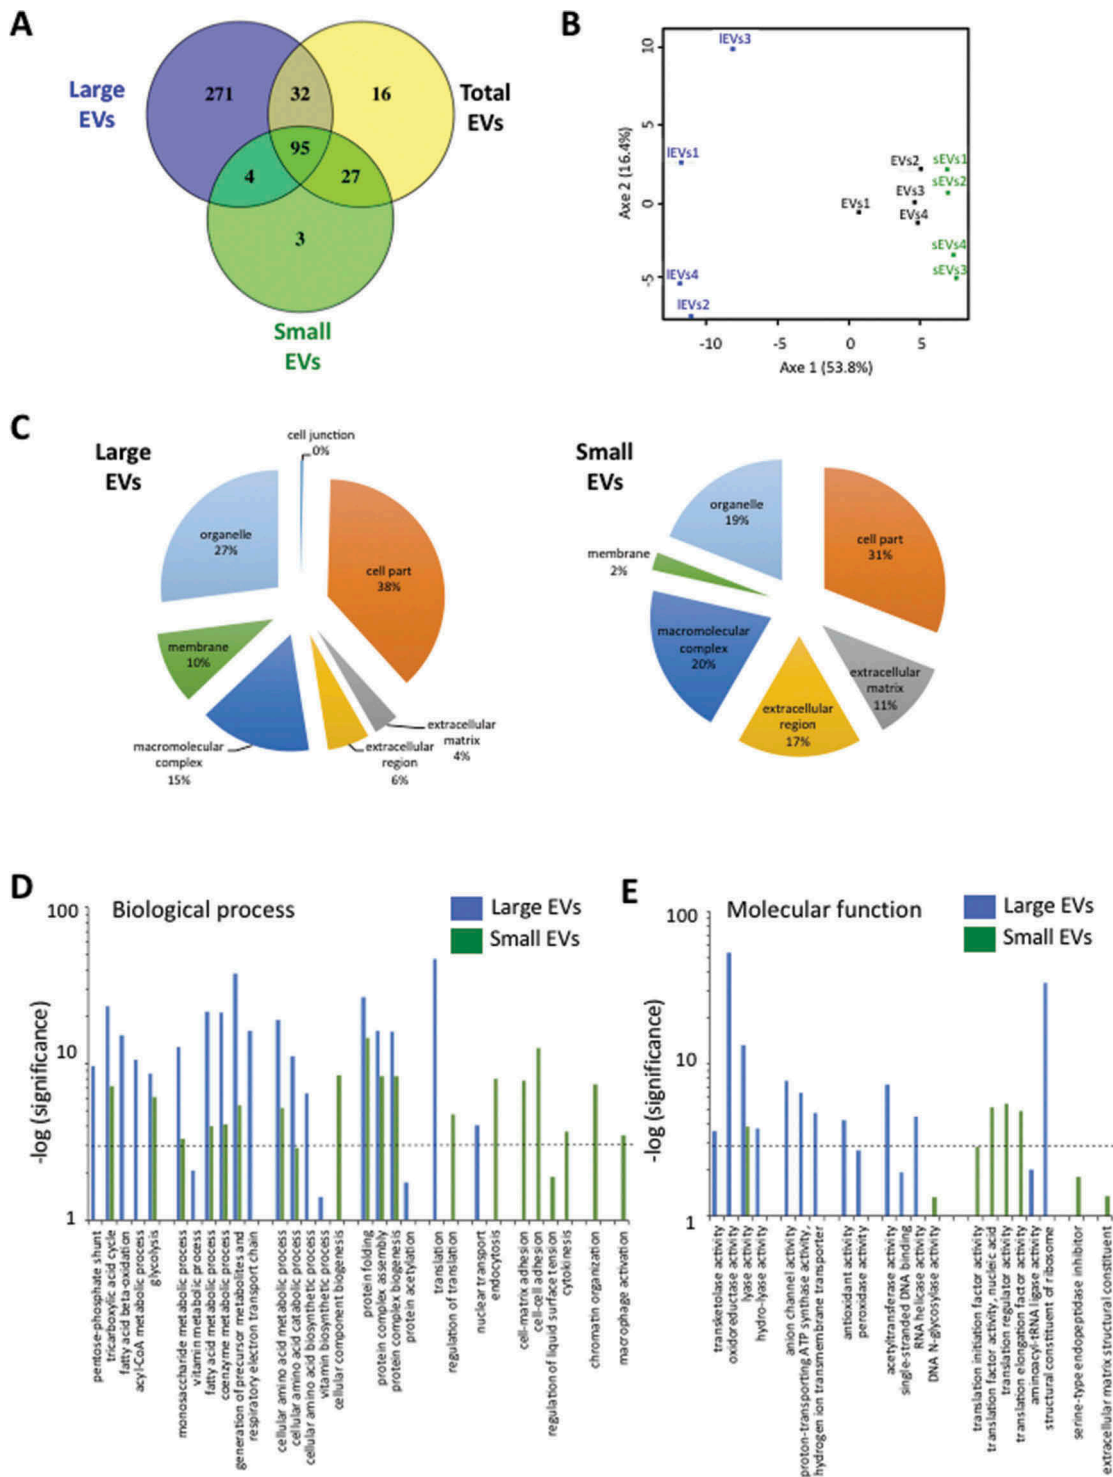 A
Large
EVs
271
32
16
Total
EVs
95
4
27
3
Small
EVs
B
Axe 2 (16.4%)
10
5
0
-5
lEVs3
lEVs1
lEVs4
lEVs2
EVs1
EVs2
EVs3
EVs4
sEVs1
sEVs2
sEVs4
sEVs3
-10
-5
0
5
Axe 1 (53.8%)
C
Large
EVs
cell junction
0%
organelle
27%
cell part
38%
membrane
10%
macromolecular
complex
15%
extracellular
region
6%
extracellular
matrix
4%
Small
EVs
organelle
19%
cell part
31%
membrane
2%
macromolecular
complex
20%
extracellular
region
17%
extracellular
matrix
11%
D
Biological process
Large EVs
Small EVs
-log (significance)
100
10
1
pentose-phosphate shunt
tricarboxylic acid cycle
fatty acid beta-oxidation
acyl-CoA metabolic process
glycolysis
monosaccharide metabolic process
vitamin metabolic process
fatty acid metabolic process
coenzyme metabolic process
generation of precursor metabolites and
respiratory electron transport chain
cellular amino acid metabolic process
cellular amino acid catabolic process
cellular amino acid biosynthetic process
vitamin biosynthetic process
cellular component biogenesis
protein folding
protein complex assembly
protein complex biogenesis
protein acetylation
translation
regulation of translation
nuclear transport
endocytosis
cell-matrix adhesion
cell-cell adhesion
regulation of liquid surface tension
cytokinesis
chromatin organization
macrophage activation
E
Molecular function
Large EVs
Small EVs
-log (significance)
100
10
1
transketolase activity
oxidoreductase activity
lyase activity
hydro-lyase activity
anion channel activity
proton-transporting ATP synthase activity,
hydrogen ion transmembrane transporter
antioxidant activity
peroxidase activity
acetyltransferase activity
single-stranded DNA binding
RNA helicase activity
DNA N-glycosylase activity
translation initiation factor activity
translation factor activity, nucleic acid
translation regulator activity
translation elongation factor activity
aminoacyl-tRNA ligase activity
structural constituent of ribosome
serine-type endopeptidase inhibitor
extracellular matrix structural constituent